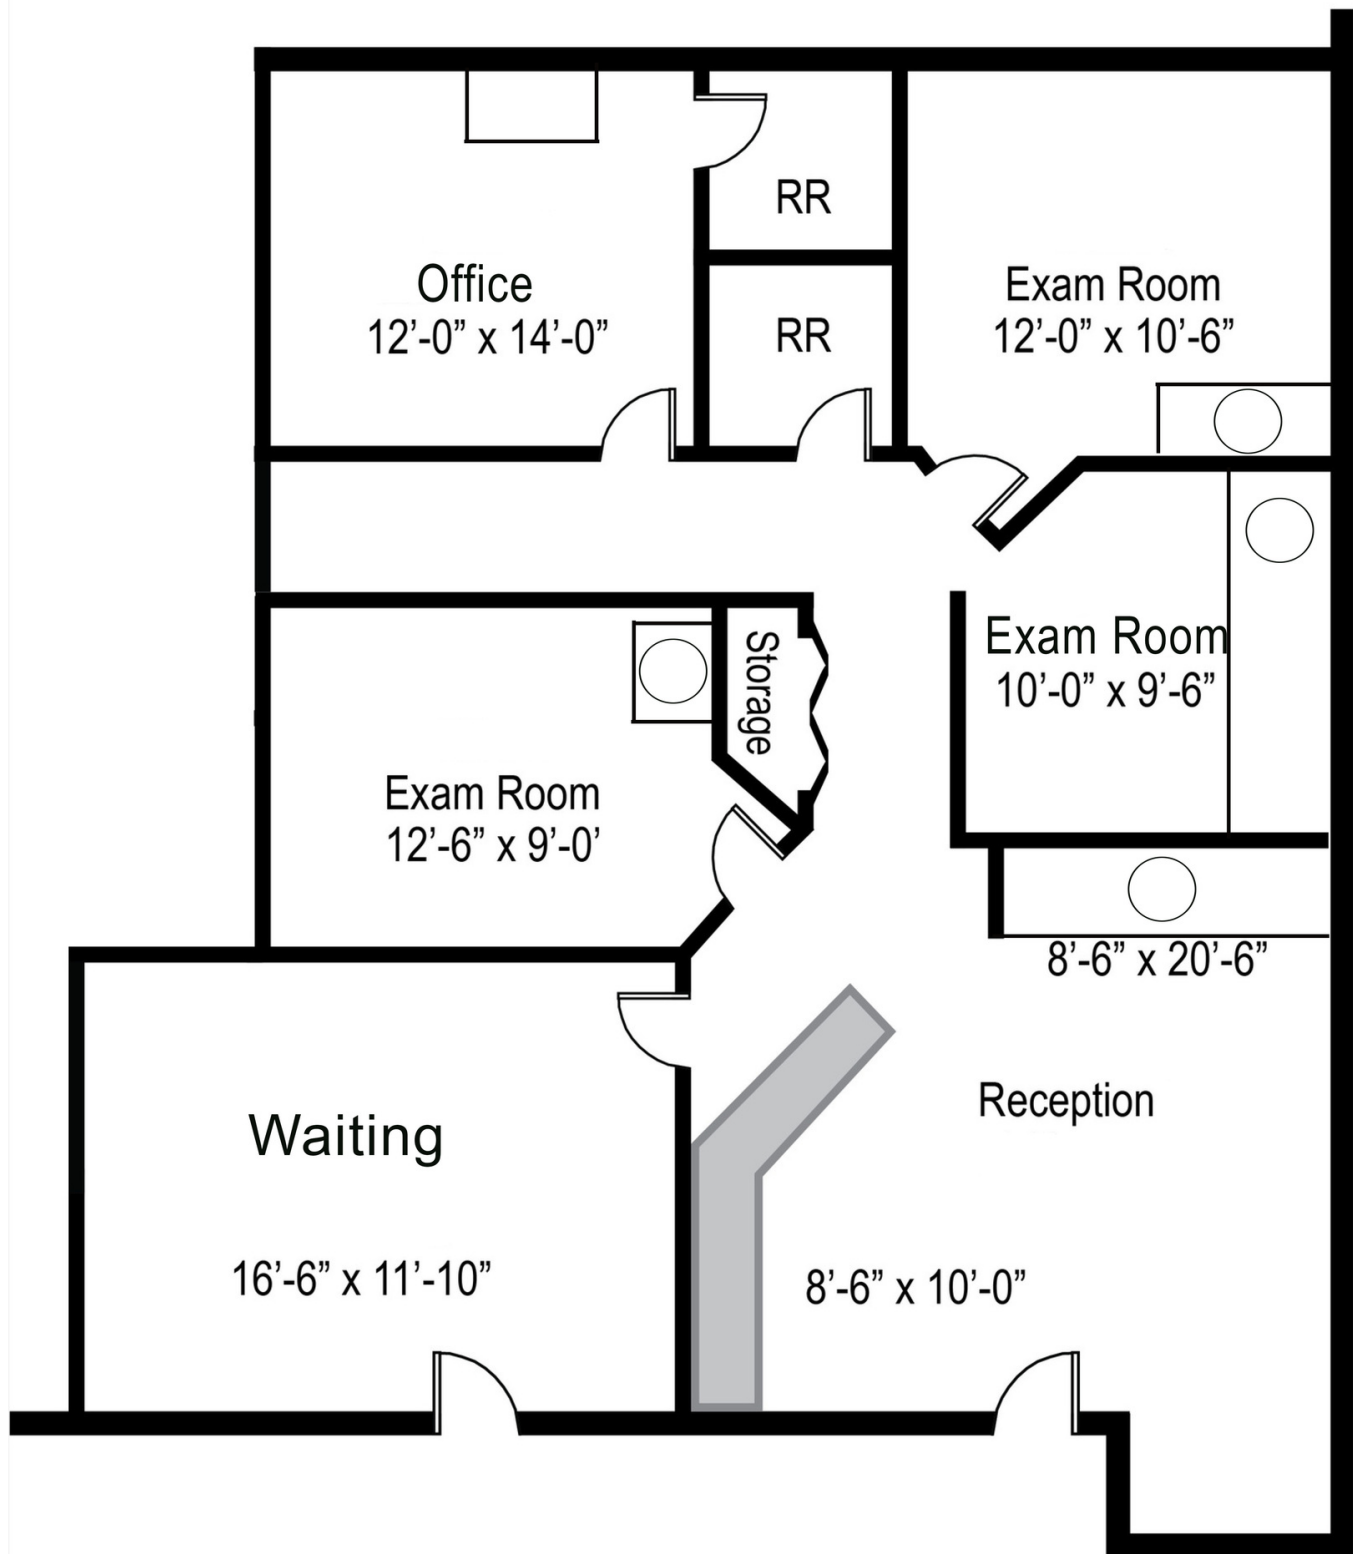 RR
Office
12’-0” x 14’-0”
RR
Exam Room
12’-0” x 10’-6”
Exam Room
10’-0” x 9’-6”
Storage
Exam Room
12’-6” x 9’-0’
8’-6” x 20’-6”
Reception
Waiting
16’-6” x 11’-10”
8’-6” x 10’-0”